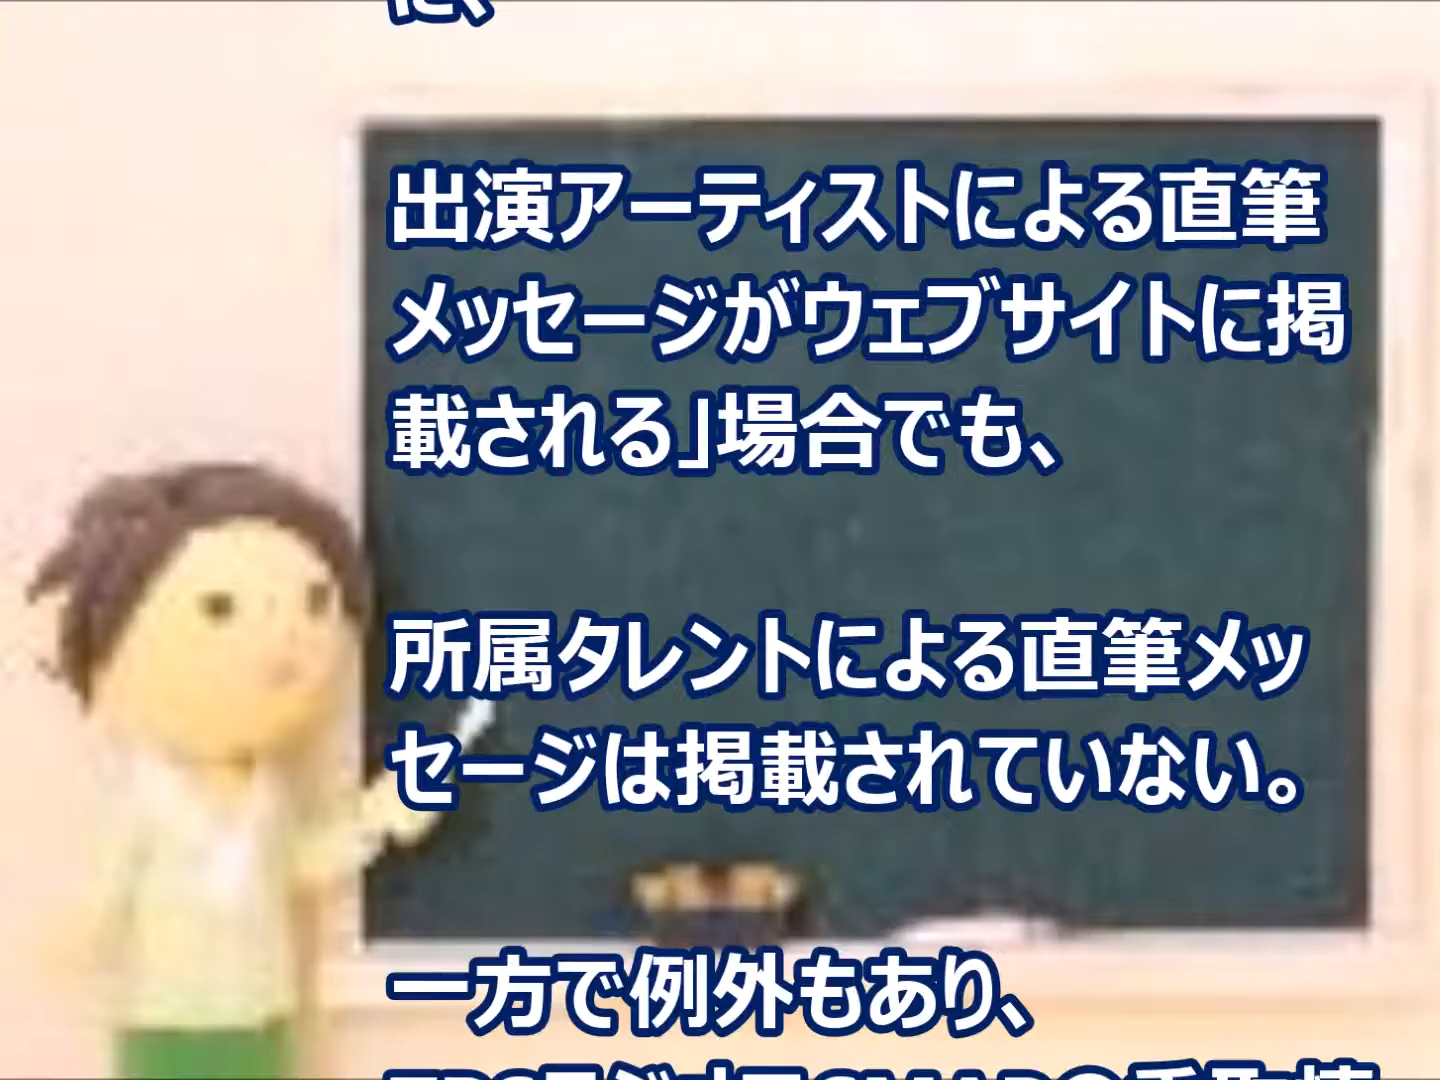 に、
出演アーティストによる直筆
メッセージがウェブサイトに掲
載される」場合でも、
所属タレントによる直筆メッ
セージは掲載されていない。
一方で例外もあり、